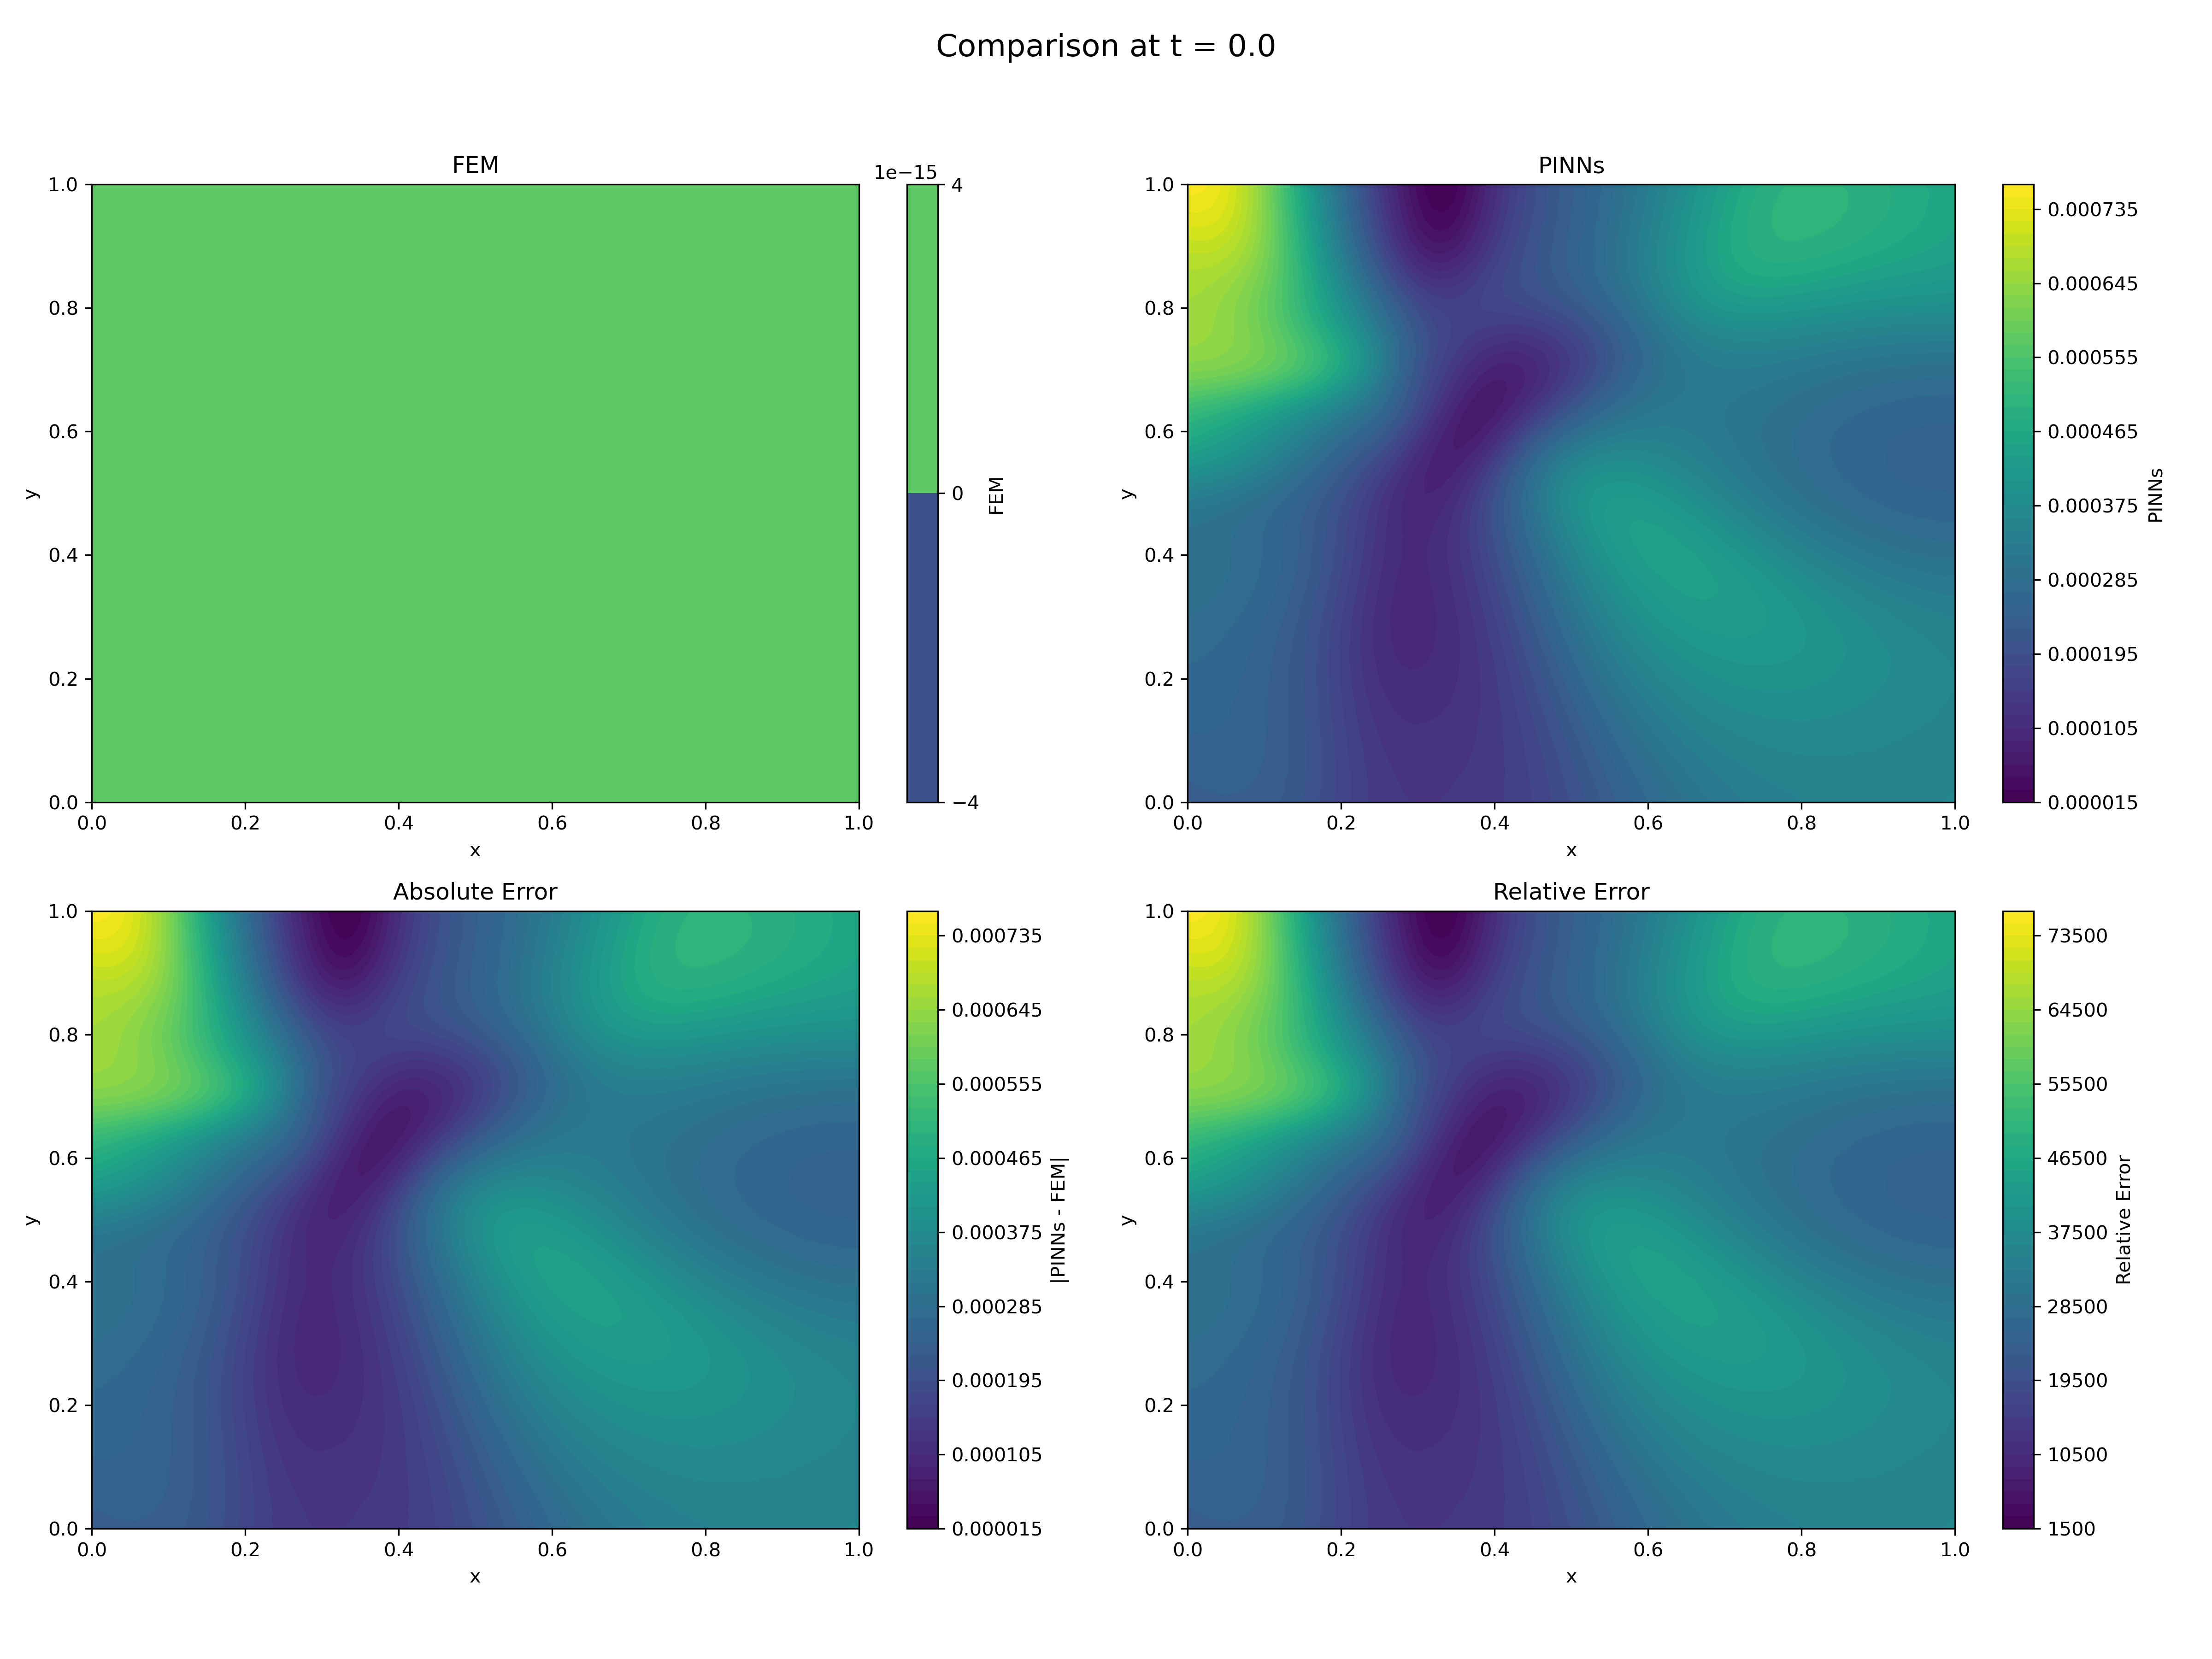 Comparison at t = 0.0
FEM
1e−15
1.0
0.8
0.6
0.4
0.2
0.0
y
0.0 0.2 0.4 0.6 0.8 1.0
x
4
0
−4
FEM
PINNs
1.0
0.8
0.6
0.4
0.2
0.0
y
0.0 0.2 0.4 0.6 0.8 1.0
x
0.000735
0.000645
0.000555
0.000465
0.000375
0.000285
0.000195
0.000105
0.000015
PINNs
Absolute Error
1.0
0.8
0.6
0.4
0.2
0.0
y
0.0 0.2 0.4 0.6 0.8 1.0
x
0.000735
0.000645
0.000555
0.000465
0.000375
0.000285
0.000195
0.000105
0.000015
|PINNs - FEM|
Relative Error
1.0
0.8
0.6
0.4
0.2
0.0
y
0.0 0.2 0.4 0.6 0.8 1.0
x
73500
64500
55500
46500
37500
28500
19500
10500
1500
Relative Error